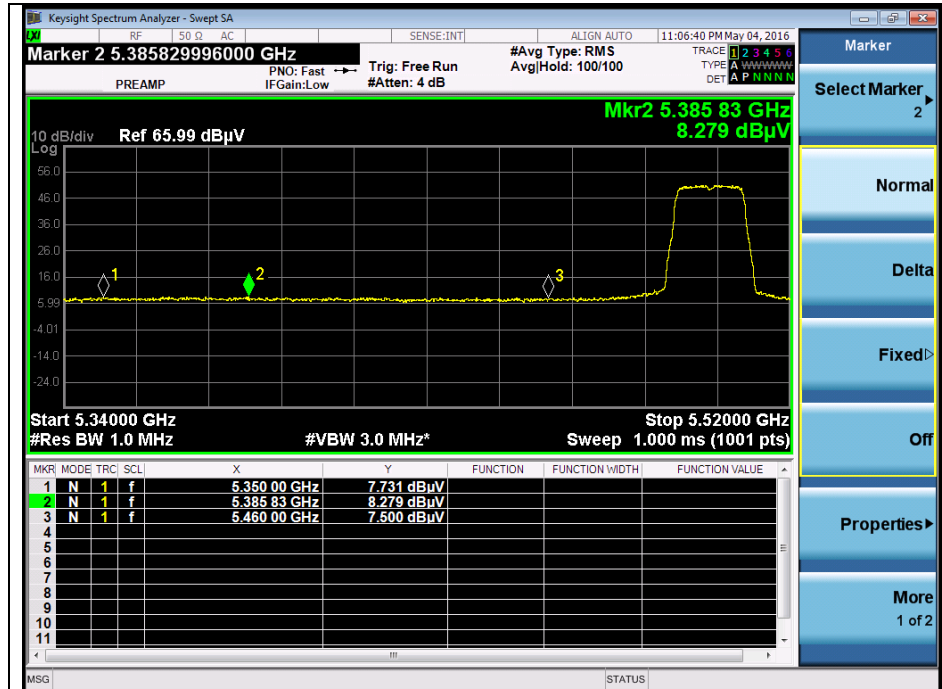 Keysight Spectrum Analyzer - Swept SA
LXI RF 50 Ω AC SENSE:INT ALIGN AUTO 11:06:40 PM May 04, 2016
Marker 2 5.385829996000 GHz
PREAMP
PNO: Fast
IFGain:Low
Trig: Free Run
#Atten: 4 dB
#Avg Type: RMS
Avg|Hold: 100/100
TRACE 1 2 3 4 5 6
TYPE A WWWWW
DET A P N N N N
Mkr2 5.385 83 GHz
8.279 dBµV
10 dB/div Ref 65.99 dBµV
Log
56.0
46.0
36.0
26.0
16.0
5.99
-4.01
-14.0
-24.0
1
2
3
Start 5.34000 GHz Stop 5.52000 GHz
#Res BW 1.0 MHz #VBW 3.0 MHz* Sweep 1.000 ms (1001 pts)
MKR MODE TRC SCL X Y FUNCTION FUNCTION WIDTH FUNCTION VALUE
1 N 1 f 5.350 00 GHz 7.731 dBµV
2 N 1 f 5.385 83 GHz 8.279 dBµV
3 N 1 f 5.460 00 GHz 7.500 dBµV
4
5
6
7
8
9
10
11
MSG STATUS
Marker
Select Marker
2
Normal
Delta
Fixed
Off
Properties
More
1 of 2